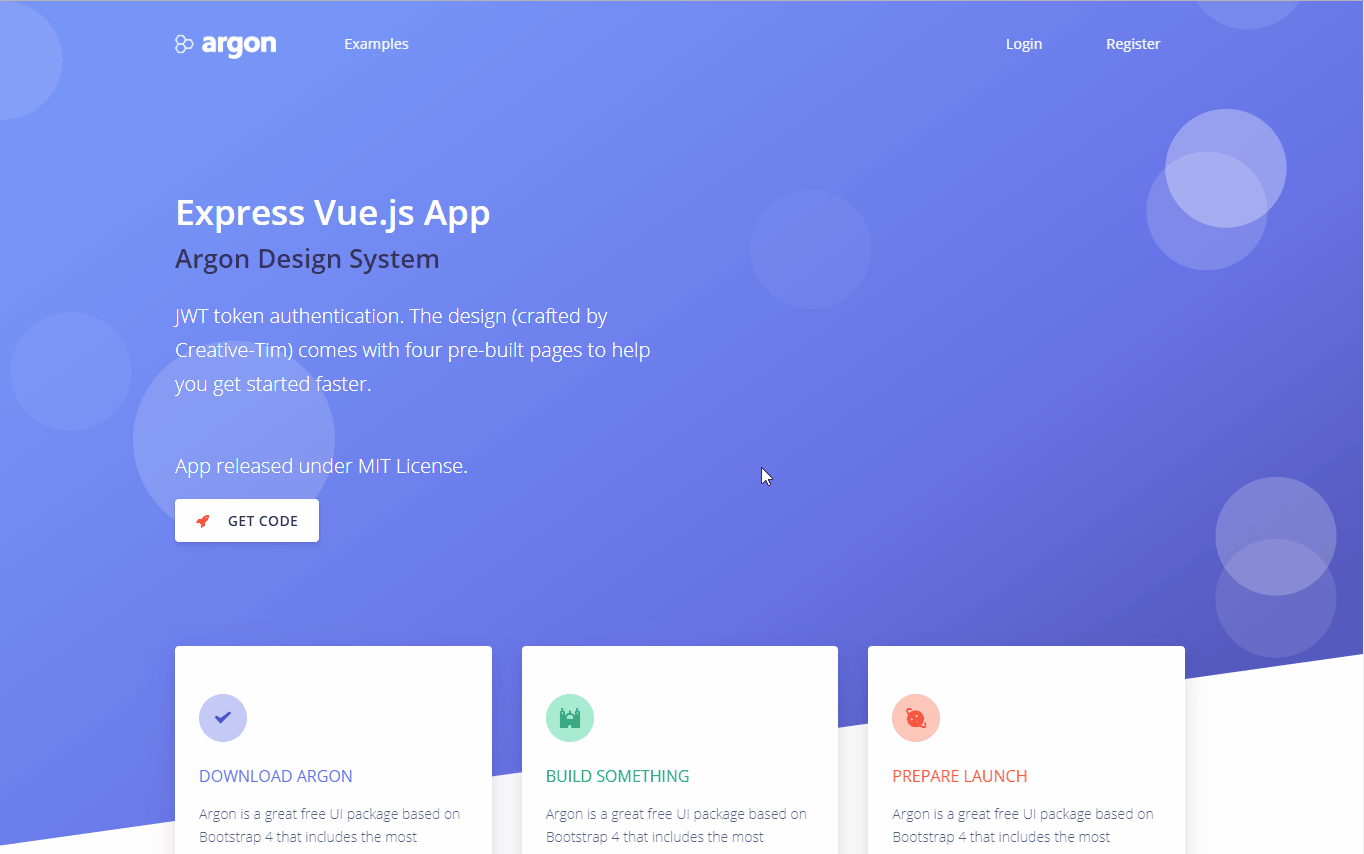 argon
Examples
Login
Register
Express Vue.js App
Argon Design System
JWT token authentication. The design (crafted by
Creative-Tim) comes with four pre-built pages to help
you get started faster.
App released under MIT License.
GET CODE
DOWNLOAD ARGON
Argon is a great free UI package based on
Bootstrap 4 that includes the most
BUILD SOMETHING
Argon is a great free UI package based on
Bootstrap 4 that includes the most
PREPARE LAUNCH
Argon is a great free UI package based on
Bootstrap 4 that includes the most